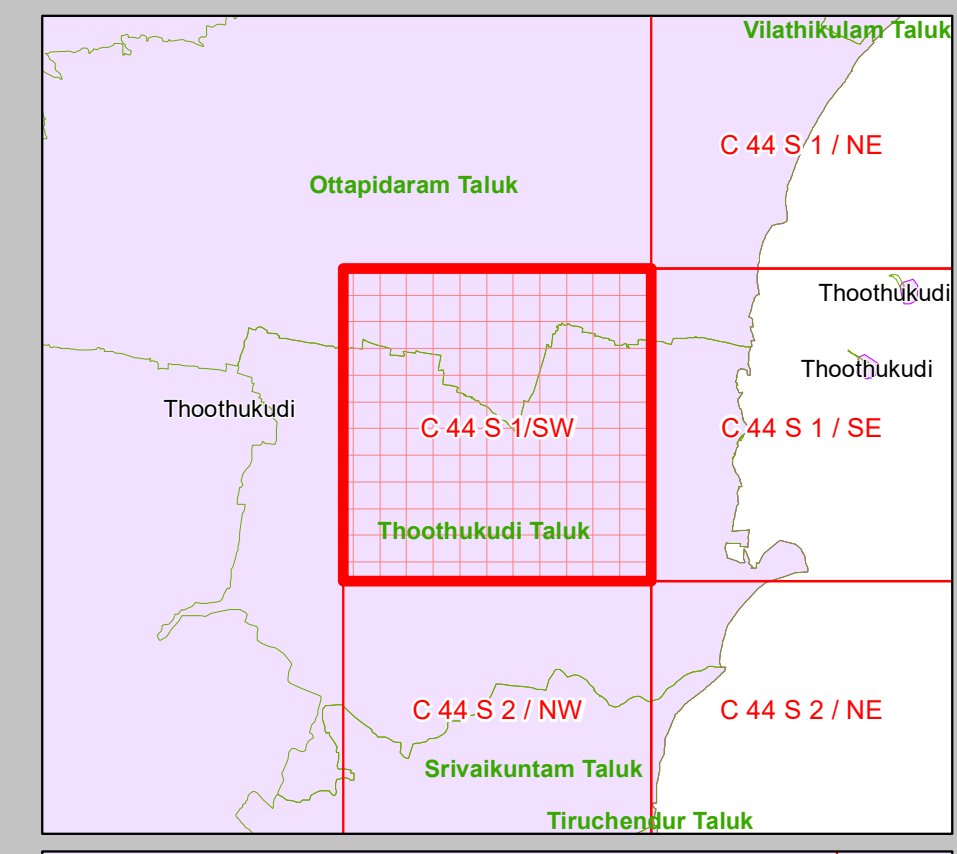 Vilathikulam Taluk
C 44 S 1 / NE
Ottapidaram Taluk
Thoothukudi
Thoothukudi
Thoothukudi
C 44 S 1/SW
C 44 S 1 / SE
Thoothukudi Taluk
C 44 S 2 / NW
C 44 S 2 / NE
Srivaikuntam Taluk
Tiruchendur Taluk